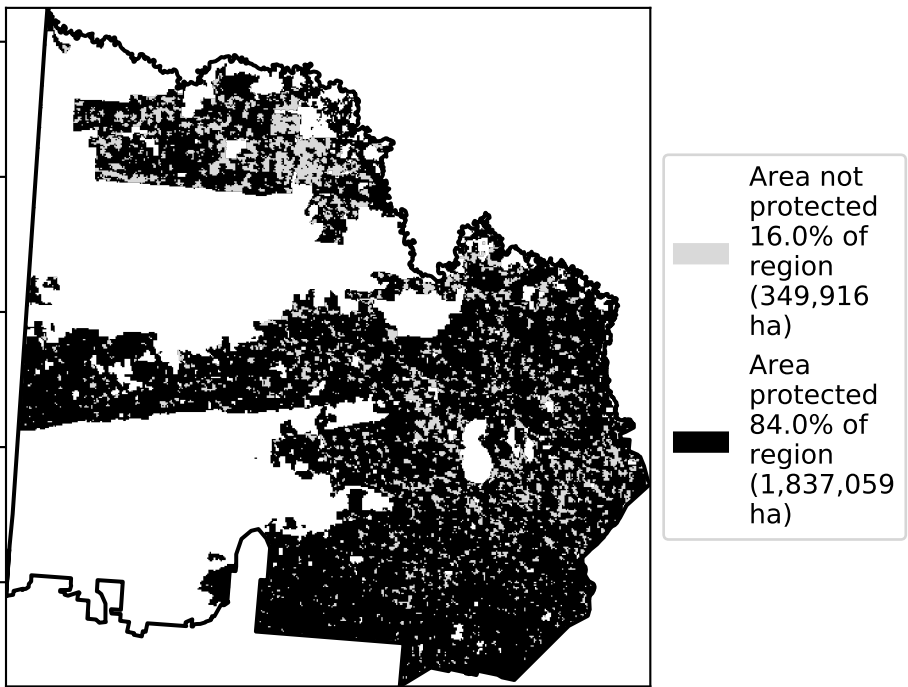 Area not
protected
16.0% of
region
(349,916
ha)
Area
protected
84.0% of
region
(1,837,059
ha)